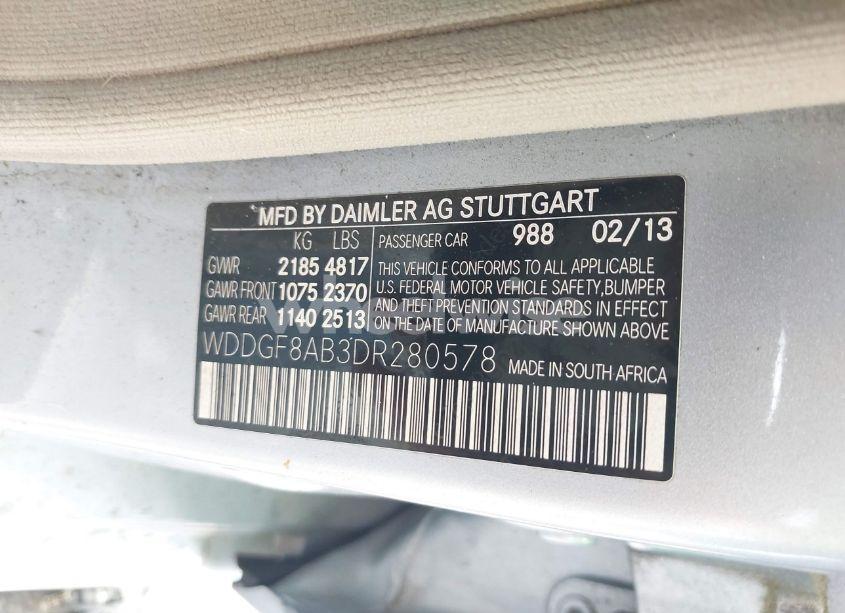 MFD BY DAIMLER AG STUTTGART
KG LBS
GVWR 2185 4817
GAWR FRONT 1075 2370
GAWR REAR 1140 2513
PASSENGER CAR 988 02/13
THIS VEHICLE CONFORMS TO ALL APPLICABLE
U.S. FEDERAL MOTOR VEHICLE SAFETY, BUMPER
AND THEFT PREVENTION STANDARDS IN EFFECT
ON THE DATE OF MANUFACTURE SHOWN ABOVE
WDDGF8AB3DR280578 MADE IN SOUTH AFRICA